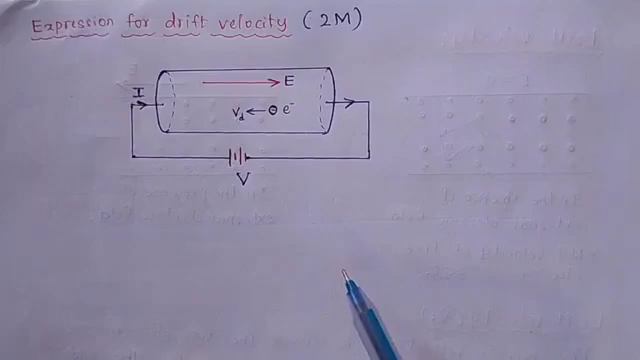 Expression for drift velocity (2M)
E
I
Vd ← ⊖ e⁻
V